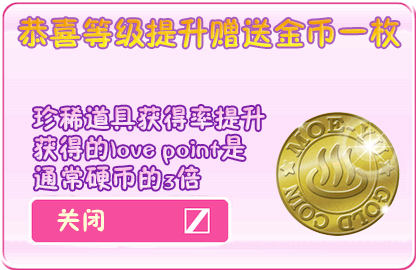 恭喜等级提升赠送金币一枚
珍稀道具获得率提升
获得的love point是
通常硬币的3倍
MOE-YU
GOLD COIN
关闭